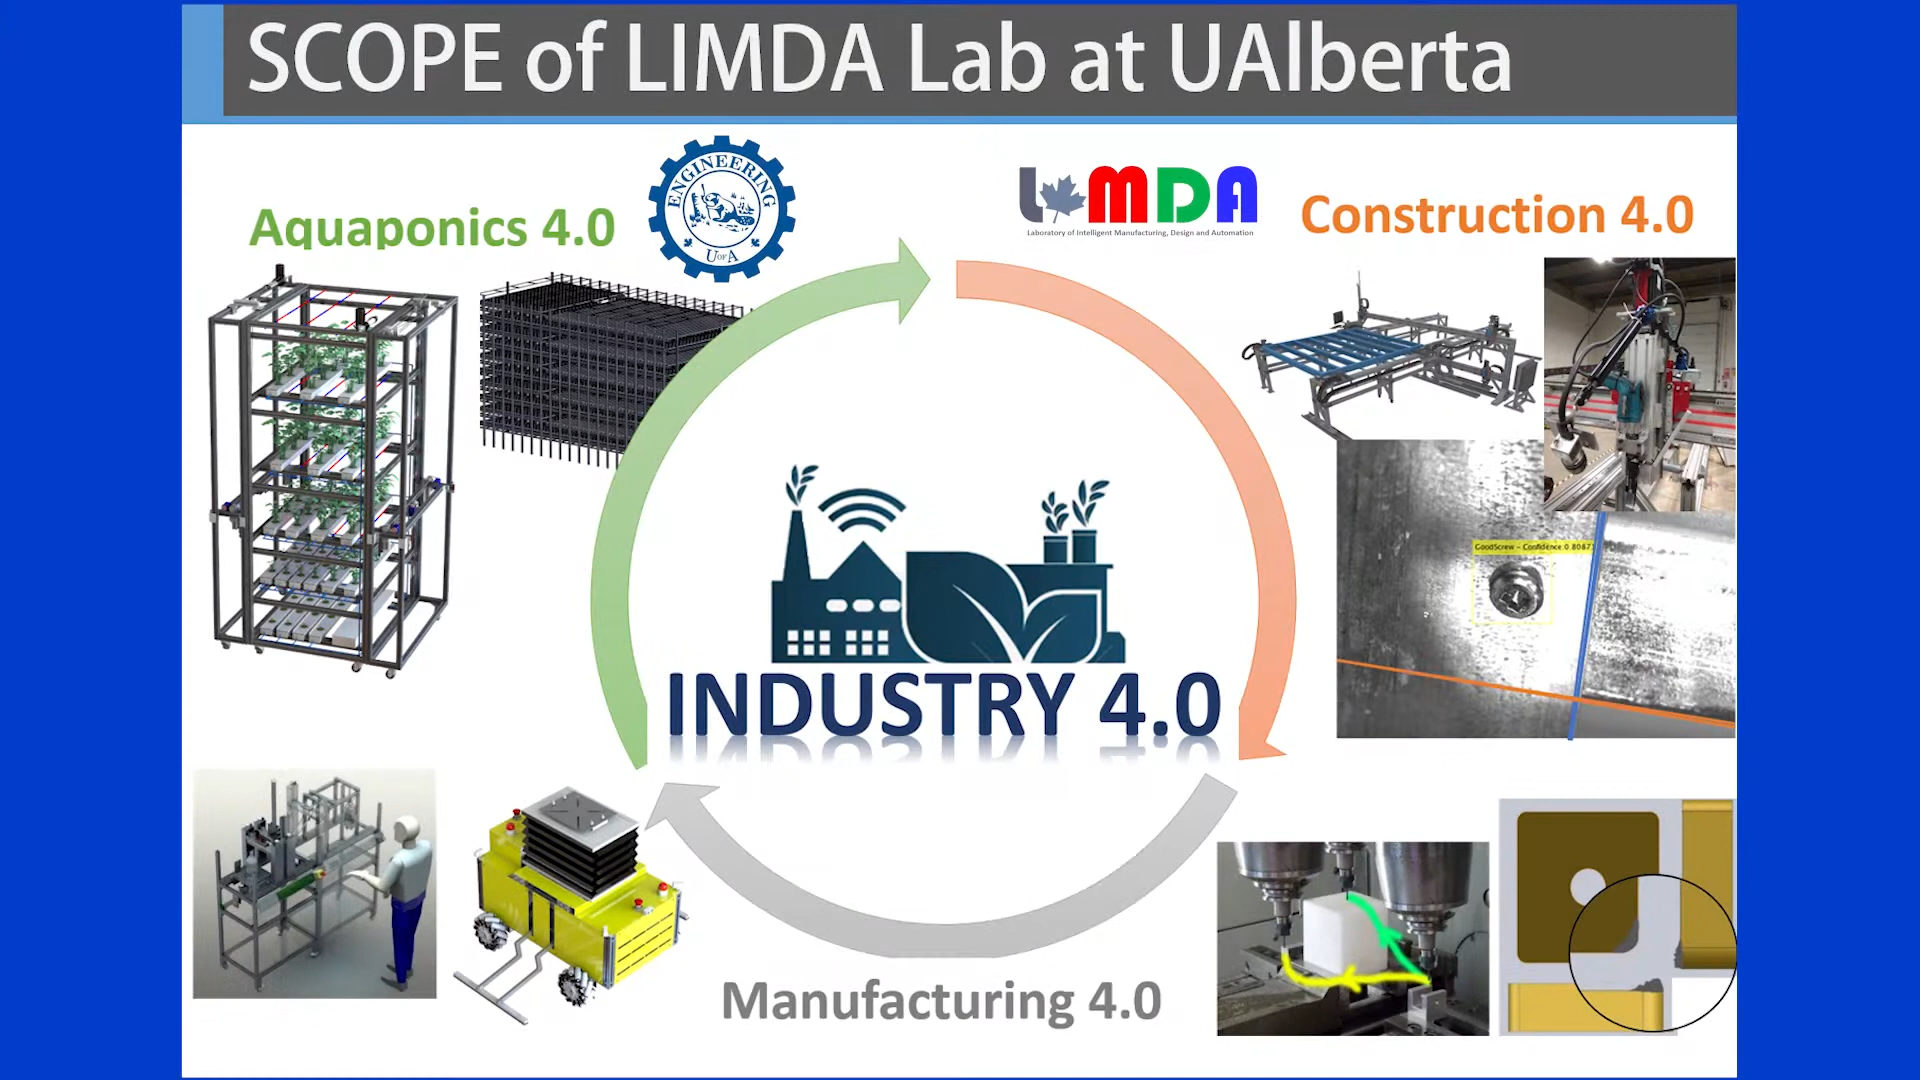 SCOPE of LIMDA Lab at UAlberta
ENGINEERING
U OF A
LIMDA
Laboratory of Intelligent Manufacturing, Design and Automation
Aquaponics 4.0
Construction 4.0
GoodScrew - Confidence:0.8087
INDUSTRY 4.0
Manufacturing 4.0